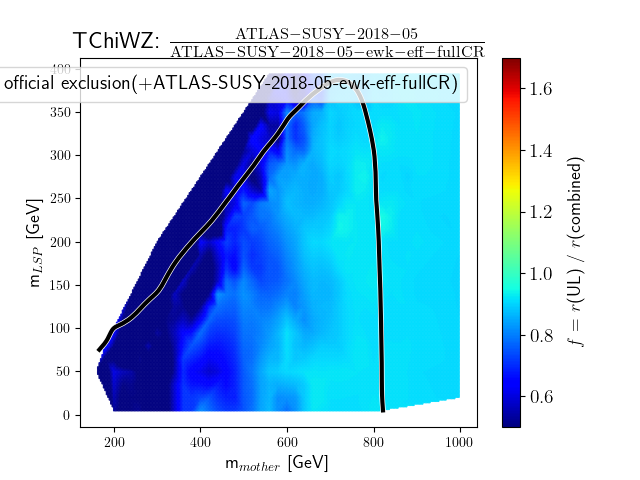 TChiWZ: ATLAS−SUSY−2018−05
ATLAS−SUSY−2018−05−ewk−eff−fullCR
official exclusion(+ATLAS-SUSY-2018-05-ewk-eff-fullCR)
400
350
300
250
200
150
100
50
0
m_LSP [GeV]
200 400 600 800 1000
m_mother [GeV]
1.6
1.4
1.2
1.0
0.8
0.6
f = r(UL) / r(combined)